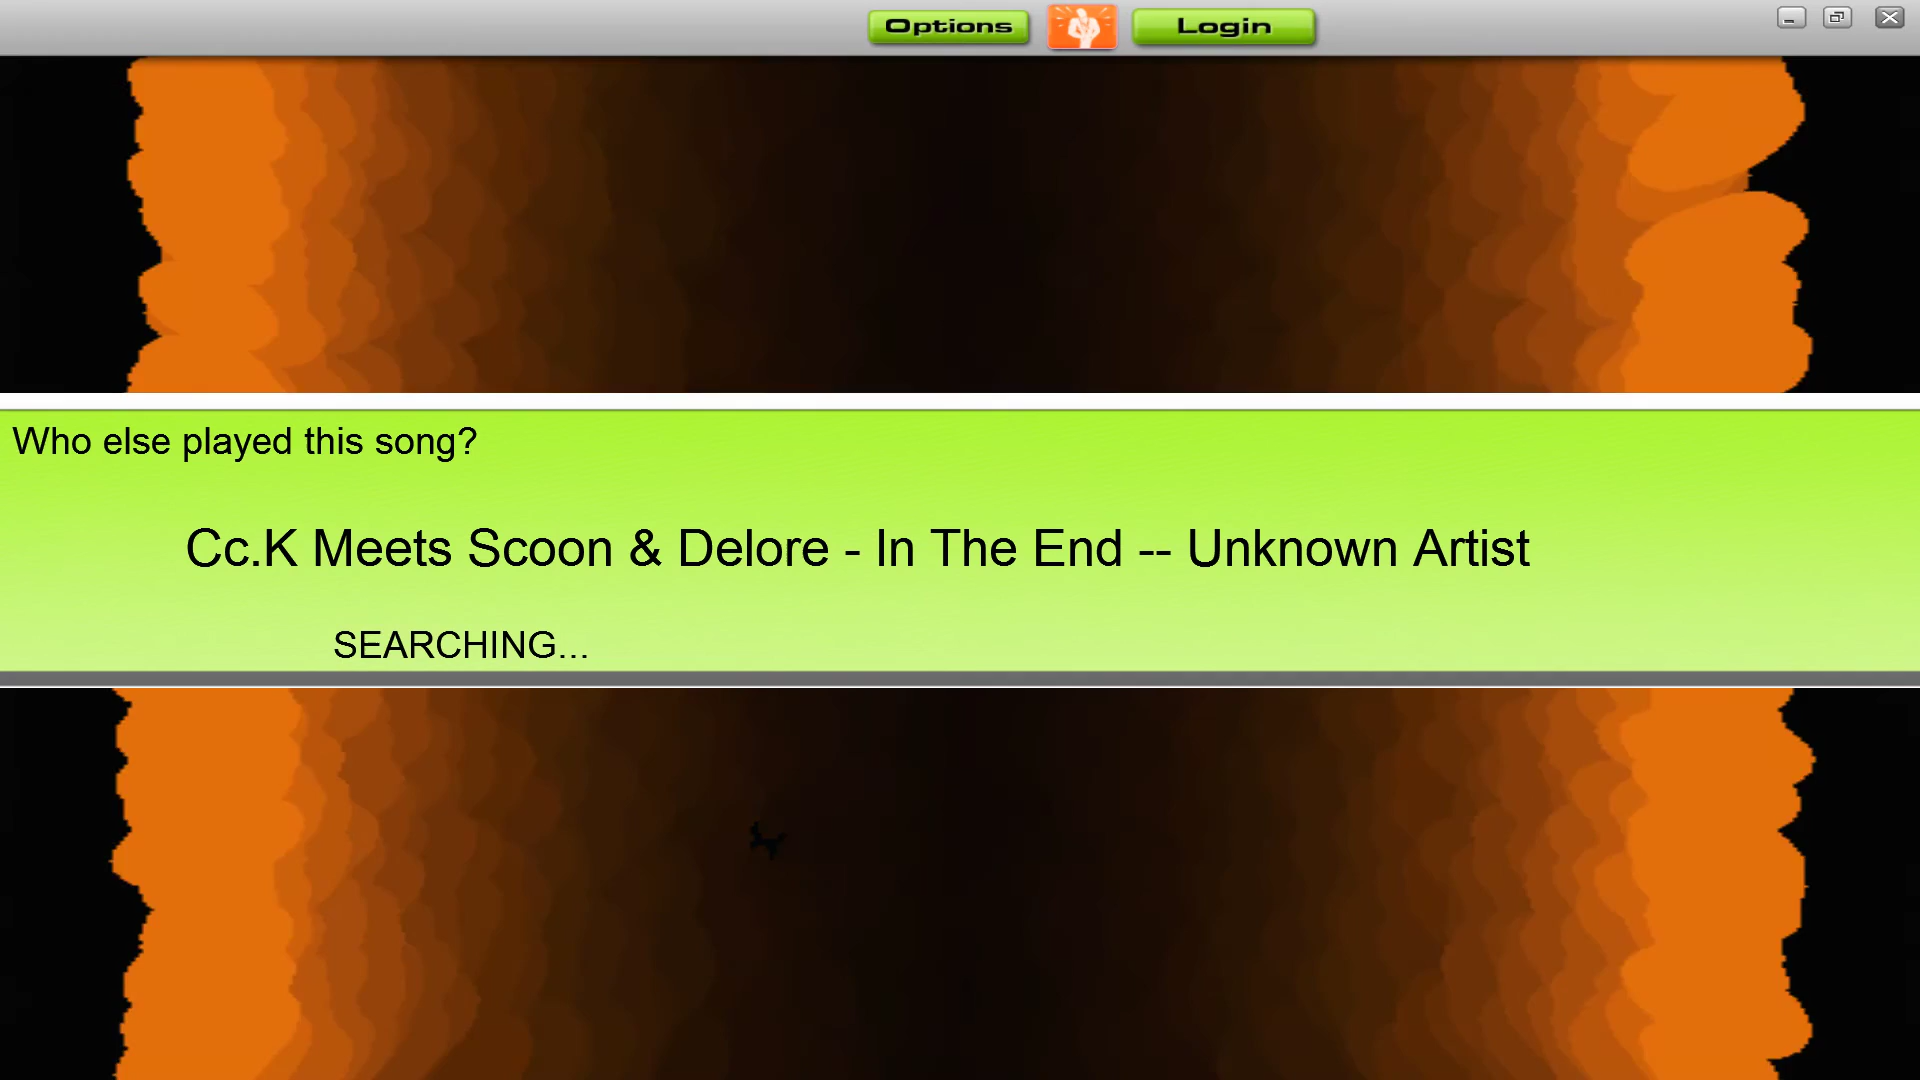 Options Login
Who else played this song?
Cc.K Meets Scoon & Delore - In The End -- Unknown Artist
SEARCHING...